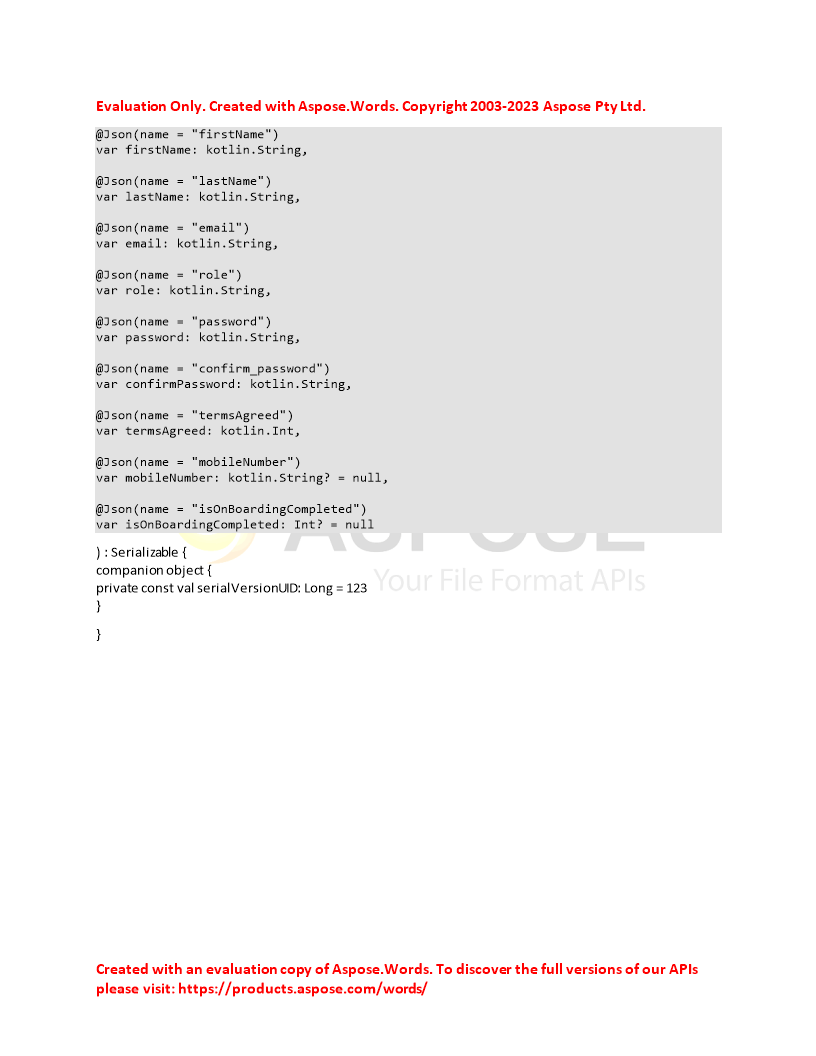 Evaluation Only. Created with Aspose.Words. Copyright 2003-2023 Aspose Pty Ltd.
@Json(name = "firstName")
var firstName: kotlin.String,
@Json(name = "lastName")
var lastName: kotlin.String,
@Json(name = "email")
var email: kotlin.String,
@Json(name = "role")
var role: kotlin.String,
@Json(name = "password")
var password: kotlin.String,
@Json(name = "confirm_password")
var confirmPassword: kotlin.String,
@Json(name = "termsAgreed")
var termsAgreed: kotlin.Int,
@Json(name = "mobileNumber")
var mobileNumber: kotlin.String? = null,
@Json(name = "isOnBoardingCompleted")
var isOnBoardingCompleted: Int? = null
ASPOSE
) : Serializable {
companion object {
Your File Format APIs
private const val serialVersionUID: Long = 123
}
}
Created with an evaluation copy of Aspose.Words. To discover the full versions of our APIs
please visit: https://products.aspose.com/words/